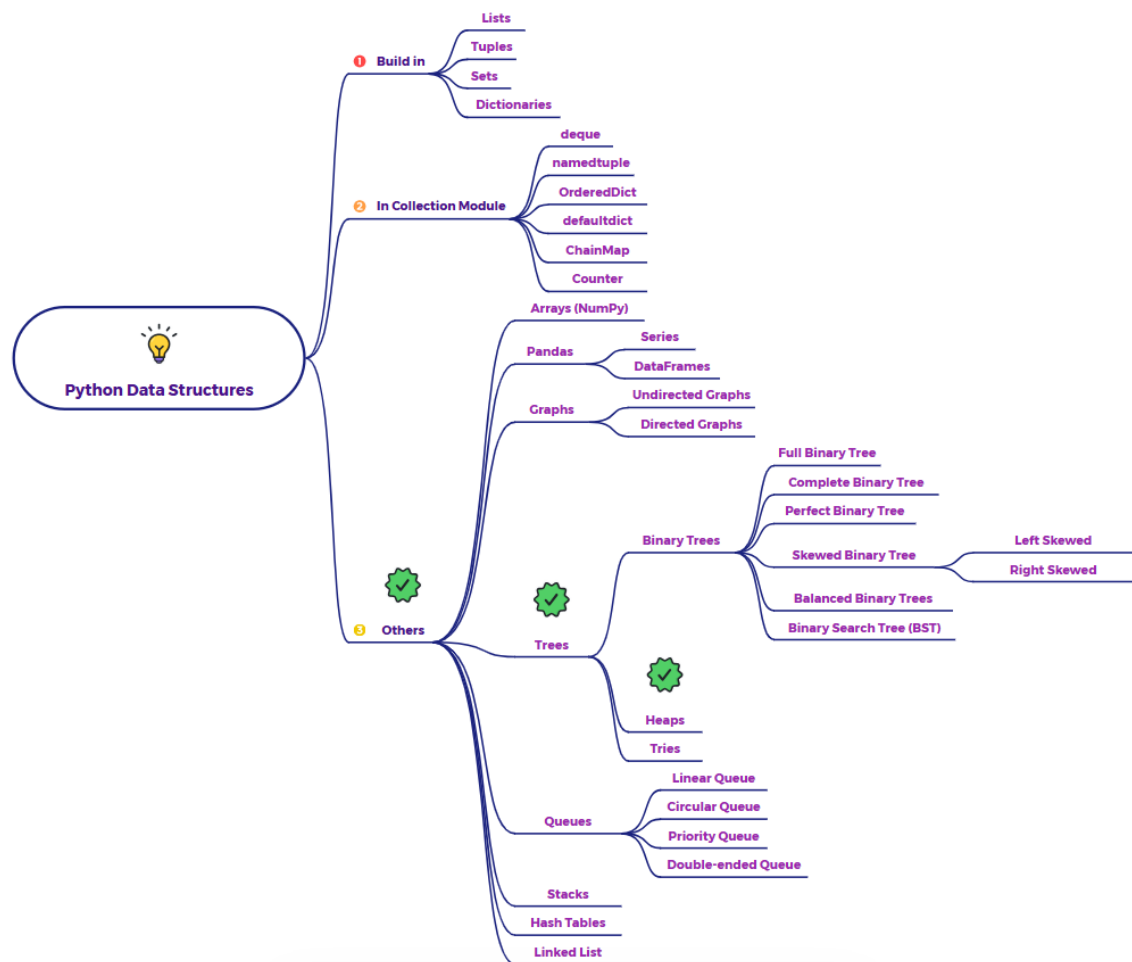 Python Data Structures
1 Build in
Lists
Tuples
Sets
Dictionaries
2 In Collection Module
deque
namedtuple
OrderedDict
defaultdict
ChainMap
Counter
3 Others
Arrays (NumPy)
Pandas
Series
DataFrames
Graphs
Undirected Graphs
Directed Graphs
Trees
Binary Trees
Full Binary Tree
Complete Binary Tree
Perfect Binary Tree
Skewed Binary Tree
Left Skewed
Right Skewed
Balanced Binary Trees
Binary Search Tree (BST)
Heaps
Tries
Queues
Linear Queue
Circular Queue
Priority Queue
Double-ended Queue
Stacks
Hash Tables
Linked List